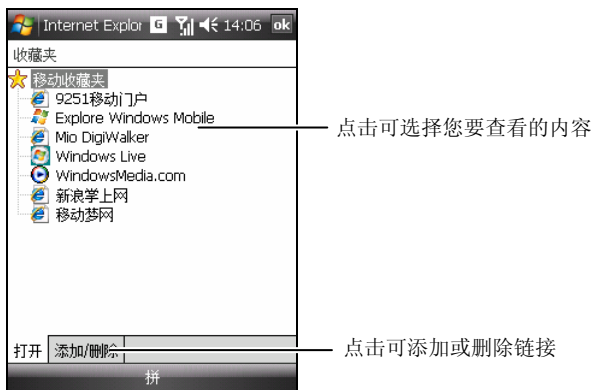 Internet Explor G 14:06 ok
收藏夹
移动收藏夹
9251移动门户
Explore Windows Mobile
点击可选择您要查看的内容
Mio DigiWalker
Windows Live
WindowsMedia.com
新浪掌上网
移动梦网
打开 添加/删除
点击可添加或删除链接
拼